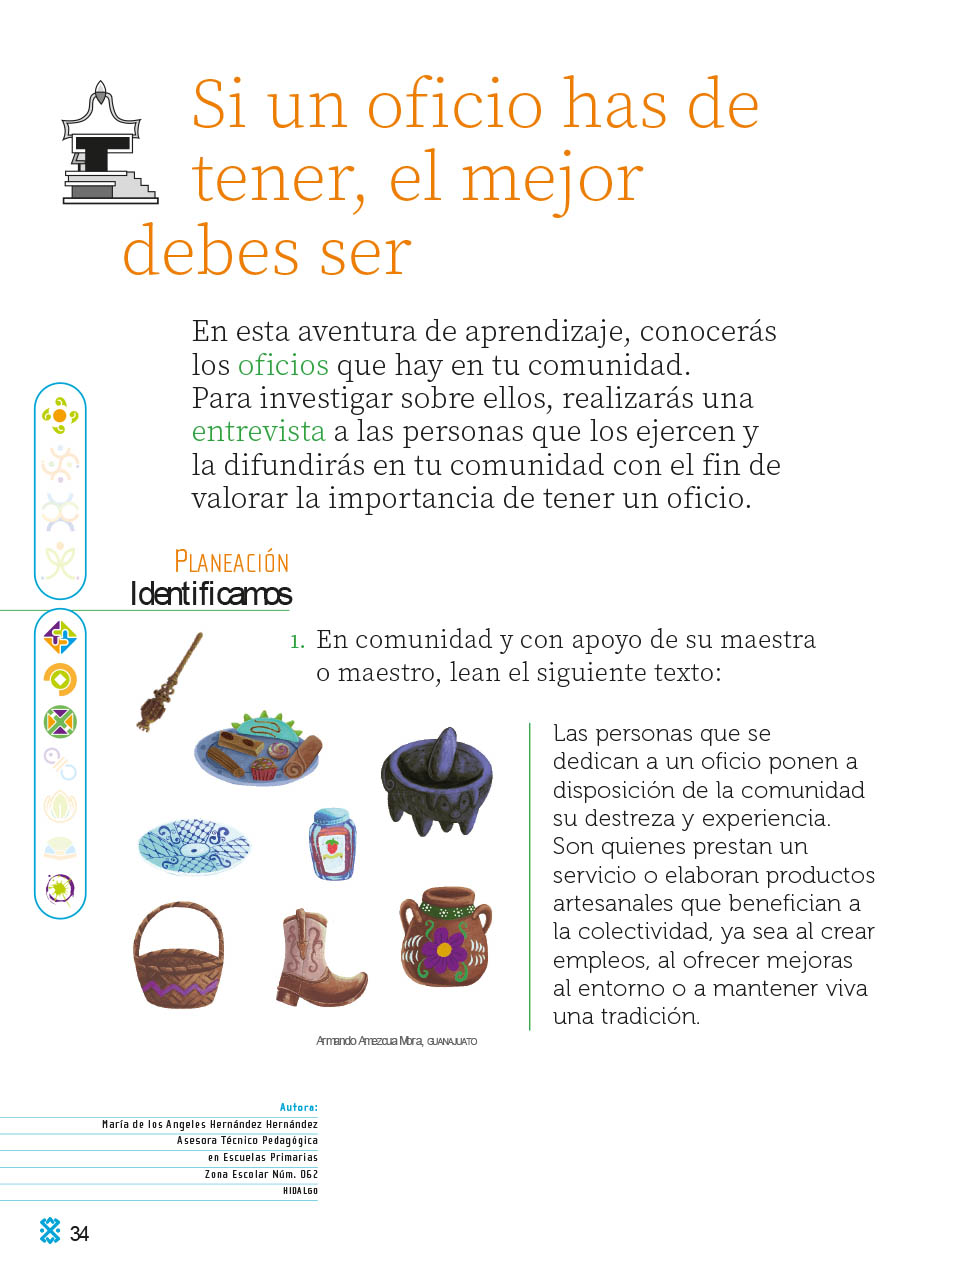 Si un oficio has de
tener, el mejor
debes ser
En esta aventura de aprendizaje, conocerás
los oficios que hay en tu comunidad.
Para investigar sobre ellos, realizarás una
entrevista a las personas que los ejercen y
la difundirás en tu comunidad con el fin de
valorar la importancia de tener un oficio.
PLANEACIÓN
Identificamos
1. En comunidad y con apoyo de su maestra
o maestro, lean el siguiente texto:
Las personas que se
dedican a un oficio ponen a
disposición de la comunidad
su destreza y experiencia.
Son quienes prestan un
servicio o elaboran productos
artesanales que benefician a
la colectividad, ya sea al crear
empleos, al ofrecer mejoras
al entorno o a mantener viva
una tradición.
Armando Amezcua Mora, GUANAJUATO
Autora:
María de los Angeles Hernández Hernández
Asesora Técnico Pedagógica
en Escuelas Primarias
Zona Escolar Núm. 062
HIDALGO
34